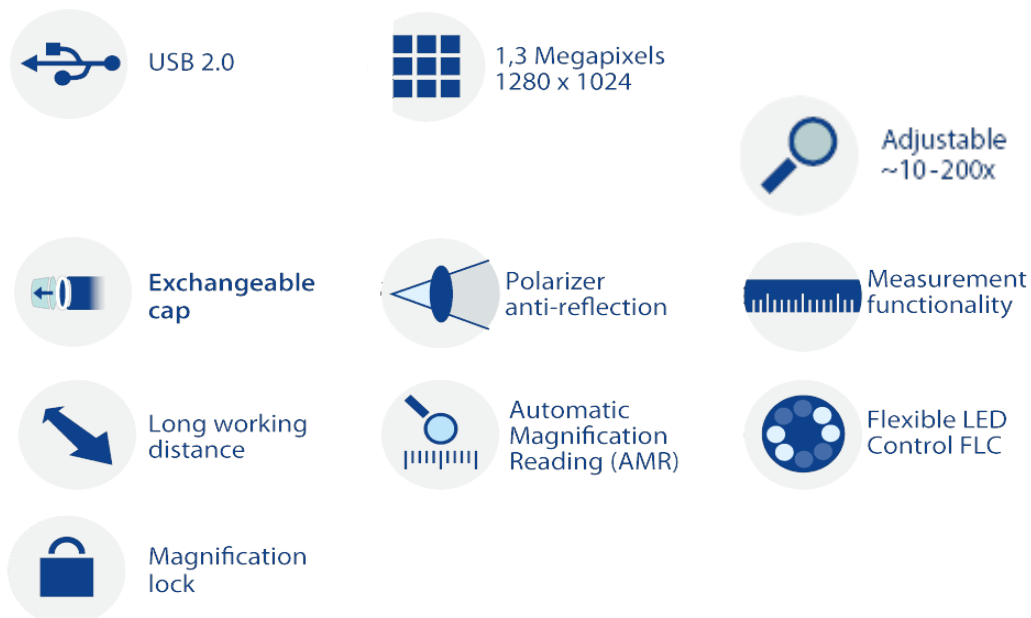 USB 2.0
1,3 Megapixels
1280 x 1024
Adjustable
~10-200x
Exchangeable
cap
Polarizer
anti-reflection
Measurement
functionality
Long working
distance
Automatic
Magnification
Reading (AMR)
Flexible LED
Control FLC
Magnification
lock